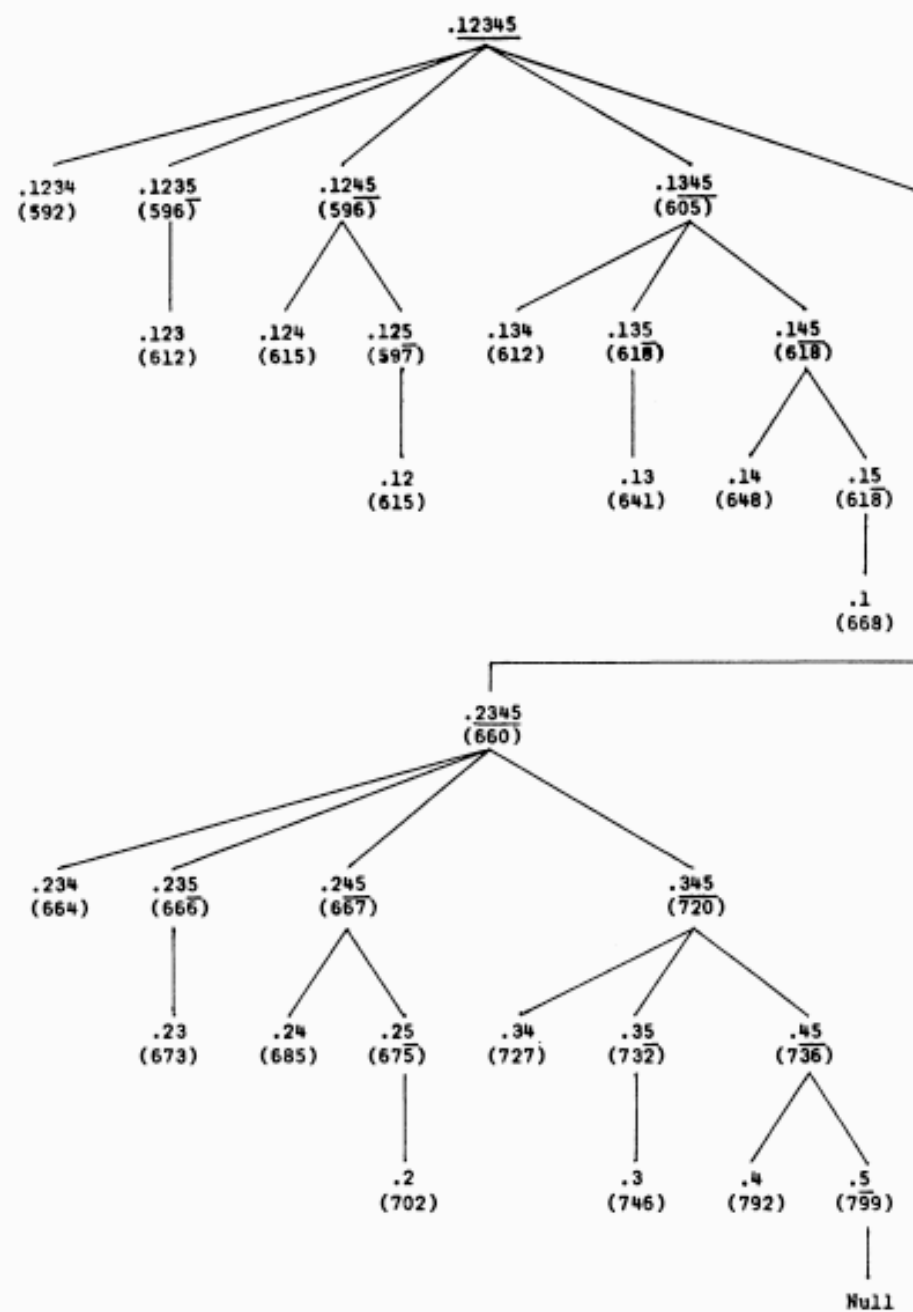 .12345
.1234 .1235 .1245 .1345
(592) (596) (596) (605)
.123 .124 .125 .134 .135 .145
(612) (615) (597) (612) (618) (618)
.12 .13 .14 .15
(615) (641) (648) (618)
.1
(668)
.2345
(660)
.234 .235 .245 .345
(664) (666) (667) (720)
.23 .24 .25 .34 .35 .45
(673) (685) (675) (727) (732) (736)
.2 .3 .4 .5
(702) (746) (792) (799)
Null